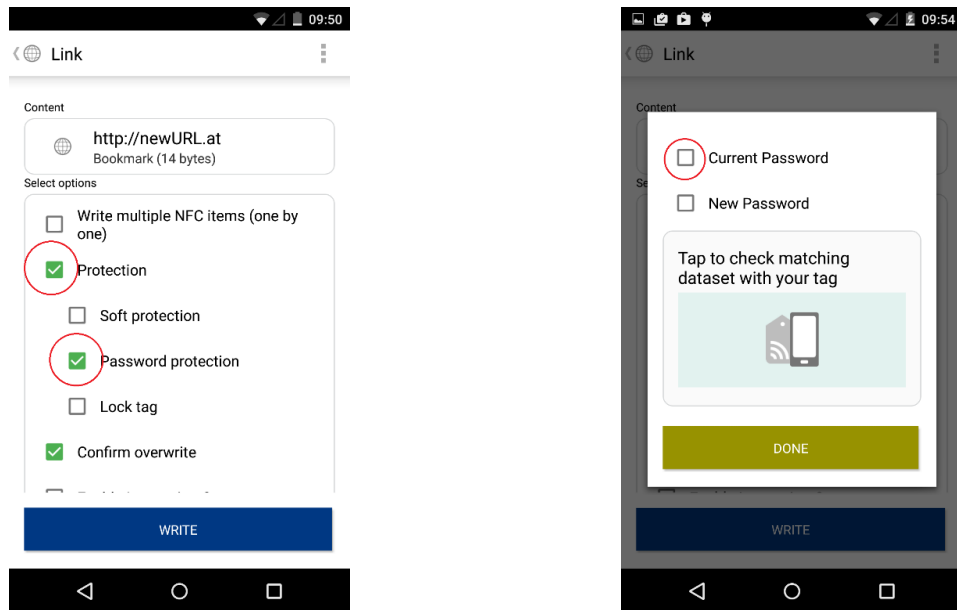 09:50
Link
Content
http://newURL.at
Bookmark (14 bytes)
Select options
Write multiple NFC items (one by
one)
Protection
Soft protection
Password protection
Lock tag
Confirm overwrite
WRITE
09:54
Link
Content
Current Password
New Password
Tap to check matching
dataset with your tag
DONE
WRITE